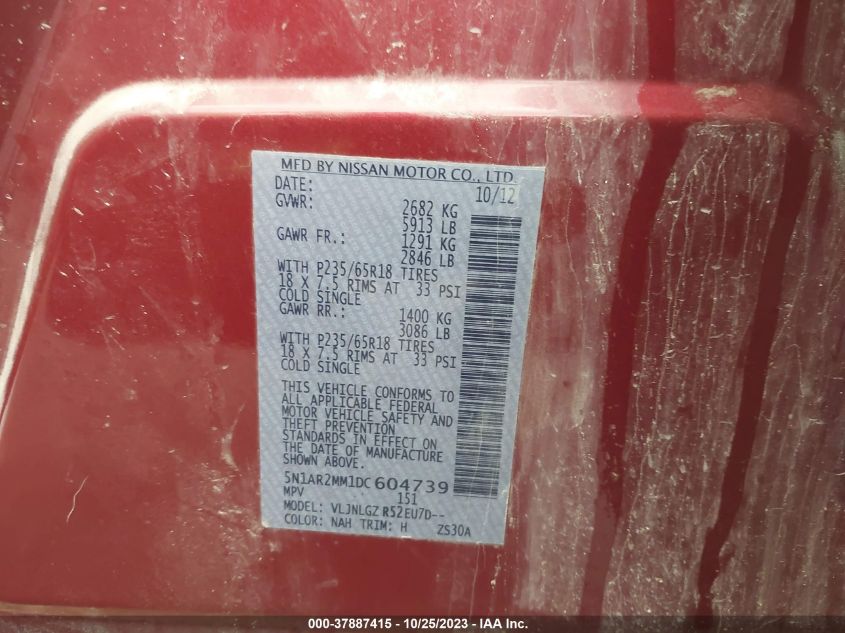 MFD BY NISSAN MOTOR CO., LTD.
DATE: 10/12
GVWR: 2682 KG
5913 LB
GAWR FR.: 1291 KG
2846 LB
WITH P235/65R18 TIRES
18 X 7.5 RIMS AT 33 PSI
COLD SINGLE
GAWR RR.: 1400 KG
3086 LB
WITH P235/65R18 TIRES
18 X 7.5 RIMS AT 33 PSI
COLD SINGLE
THIS VEHICLE CONFORMS TO
ALL APPLICABLE FEDERAL
MOTOR VEHICLE SAFETY AND
THEFT PREVENTION
STANDARDS IN EFFECT ON
THE DATE OF MANUFACTURE
SHOWN ABOVE.
5N1AR2MM1DC604739
MPV 151
MODEL: VLJNLGZ R52EU7D--
COLOR: NAH TRIM: H ZS30A
000-37887415 - 10/25/2023 - IAA Inc.